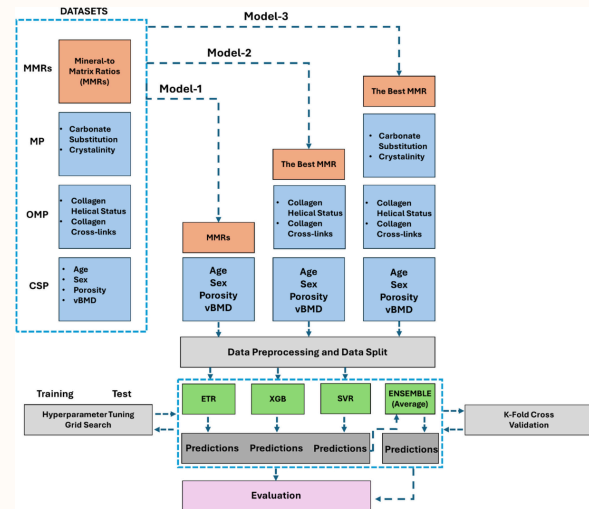 DATASETS
Model-3
MMRs
Mineral-to
Matrix Ratios
(MMRs)
Model-2
Model-1
The Best MMR
MP
• Carbonate
Substitution
• Crystalinity
• Carbonate
Substitution
• Crystalinity
The Best MMR
OMP
• Collagen
Helical Status
• Collagen
Cross-links
• Collagen
Helical Status
• Collagen
Cross-links
• Collagen
Helical Status
• Collagen
Cross-links
MMRs
CSP
• Age
• Sex
• Porosity
• vBMD
Age
Sex
Porosity
vBMD
Age
Sex
Porosity
vBMD
Age
Sex
Porosity
vBMD
Data Preprocessing and Data Split
Training Test
Hyperparameter Tuning
Grid Search
ETR
XGB
SVR
ENSEMBLE
(Average)
K-Fold Cross
Validation
Predictions
Predictions
Predictions
Predictions
Evaluation